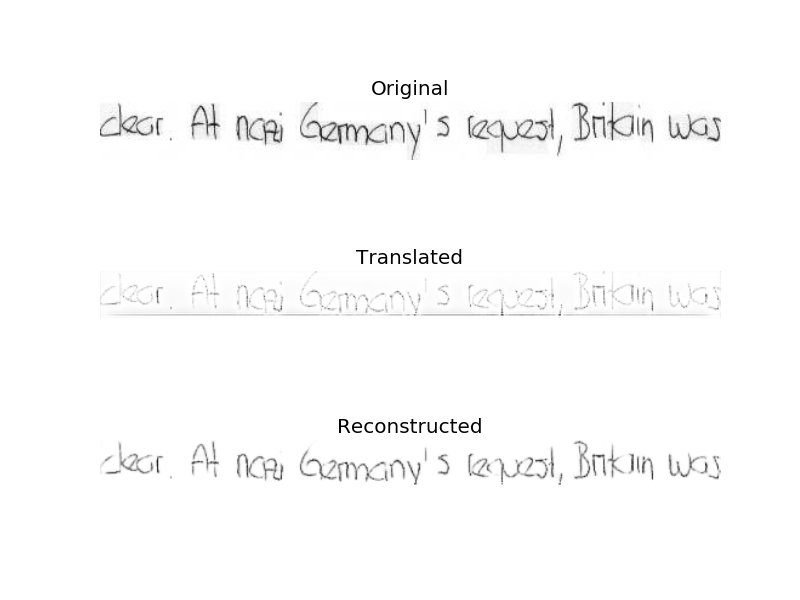 Original
clear. At nazi Germany's request, Britain was
Translated
clear. At nazi Germany's request, Britain was
Reconstructed
clear. At nazi Germany's request, Britain was